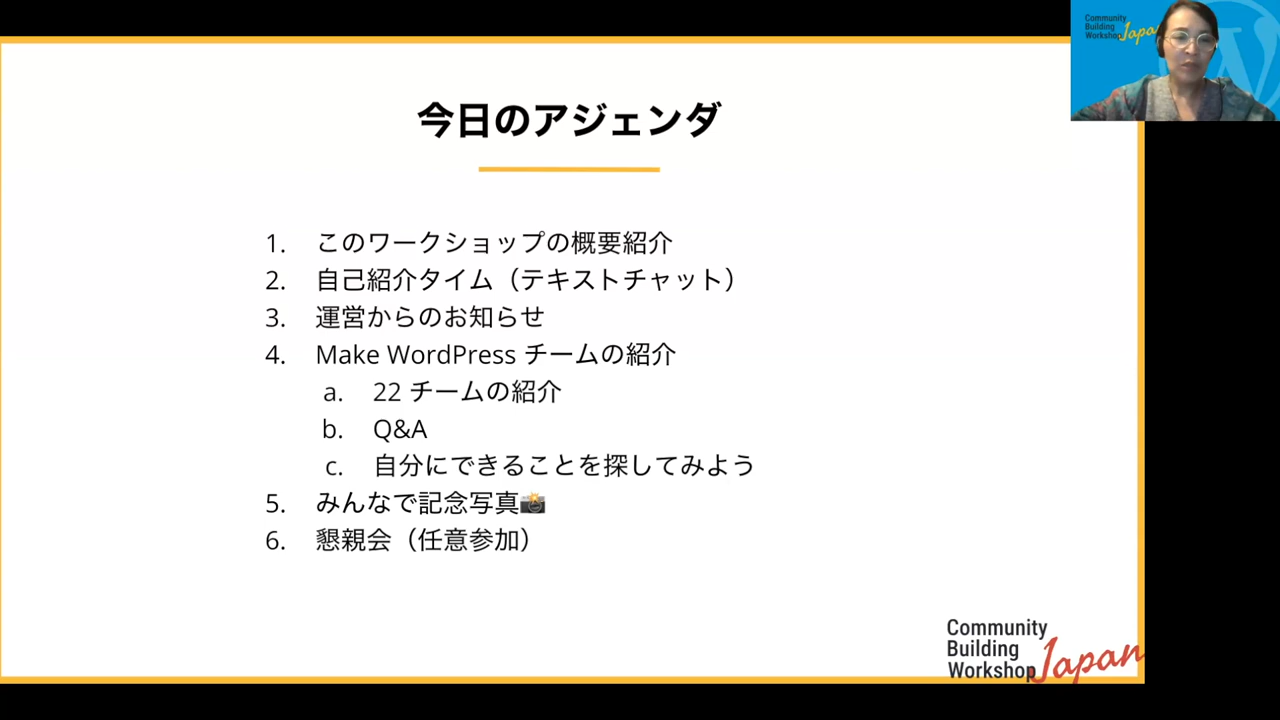 今日のアジェンダ
1. このワークショップの概要紹介
2. 自己紹介タイム（テキストチャット）
3. 運営からのお知らせ
4. Make WordPress チームの紹介
a. 22 チームの紹介
b. Q&A
c. 自分にできることを探してみよう
5. みんなで記念写真📸
6. 懇親会（任意参加）
Community
Building
Workshop Japan
Community
Building
Workshop